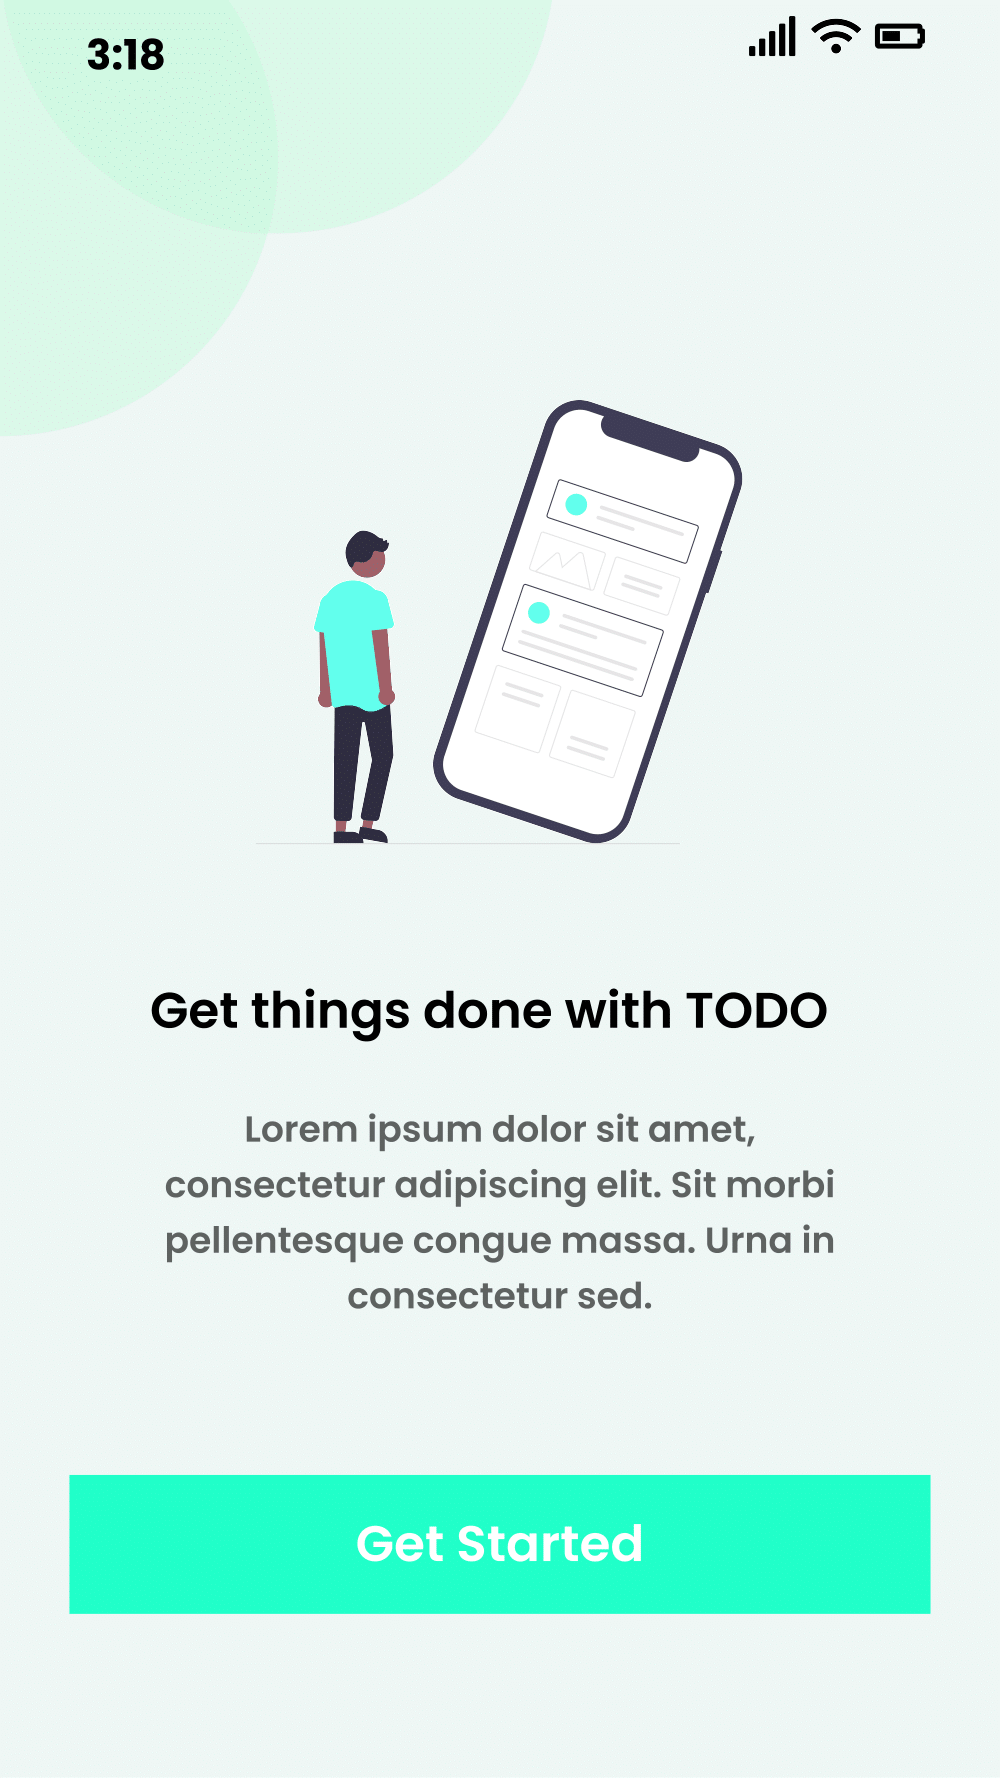 3:18
Get things done with TODO
Lorem ipsum dolor sit amet,
consectetur adipiscing elit. Sit morbi
pellentesque congue massa. Urna in
consectetur sed.
Get Started